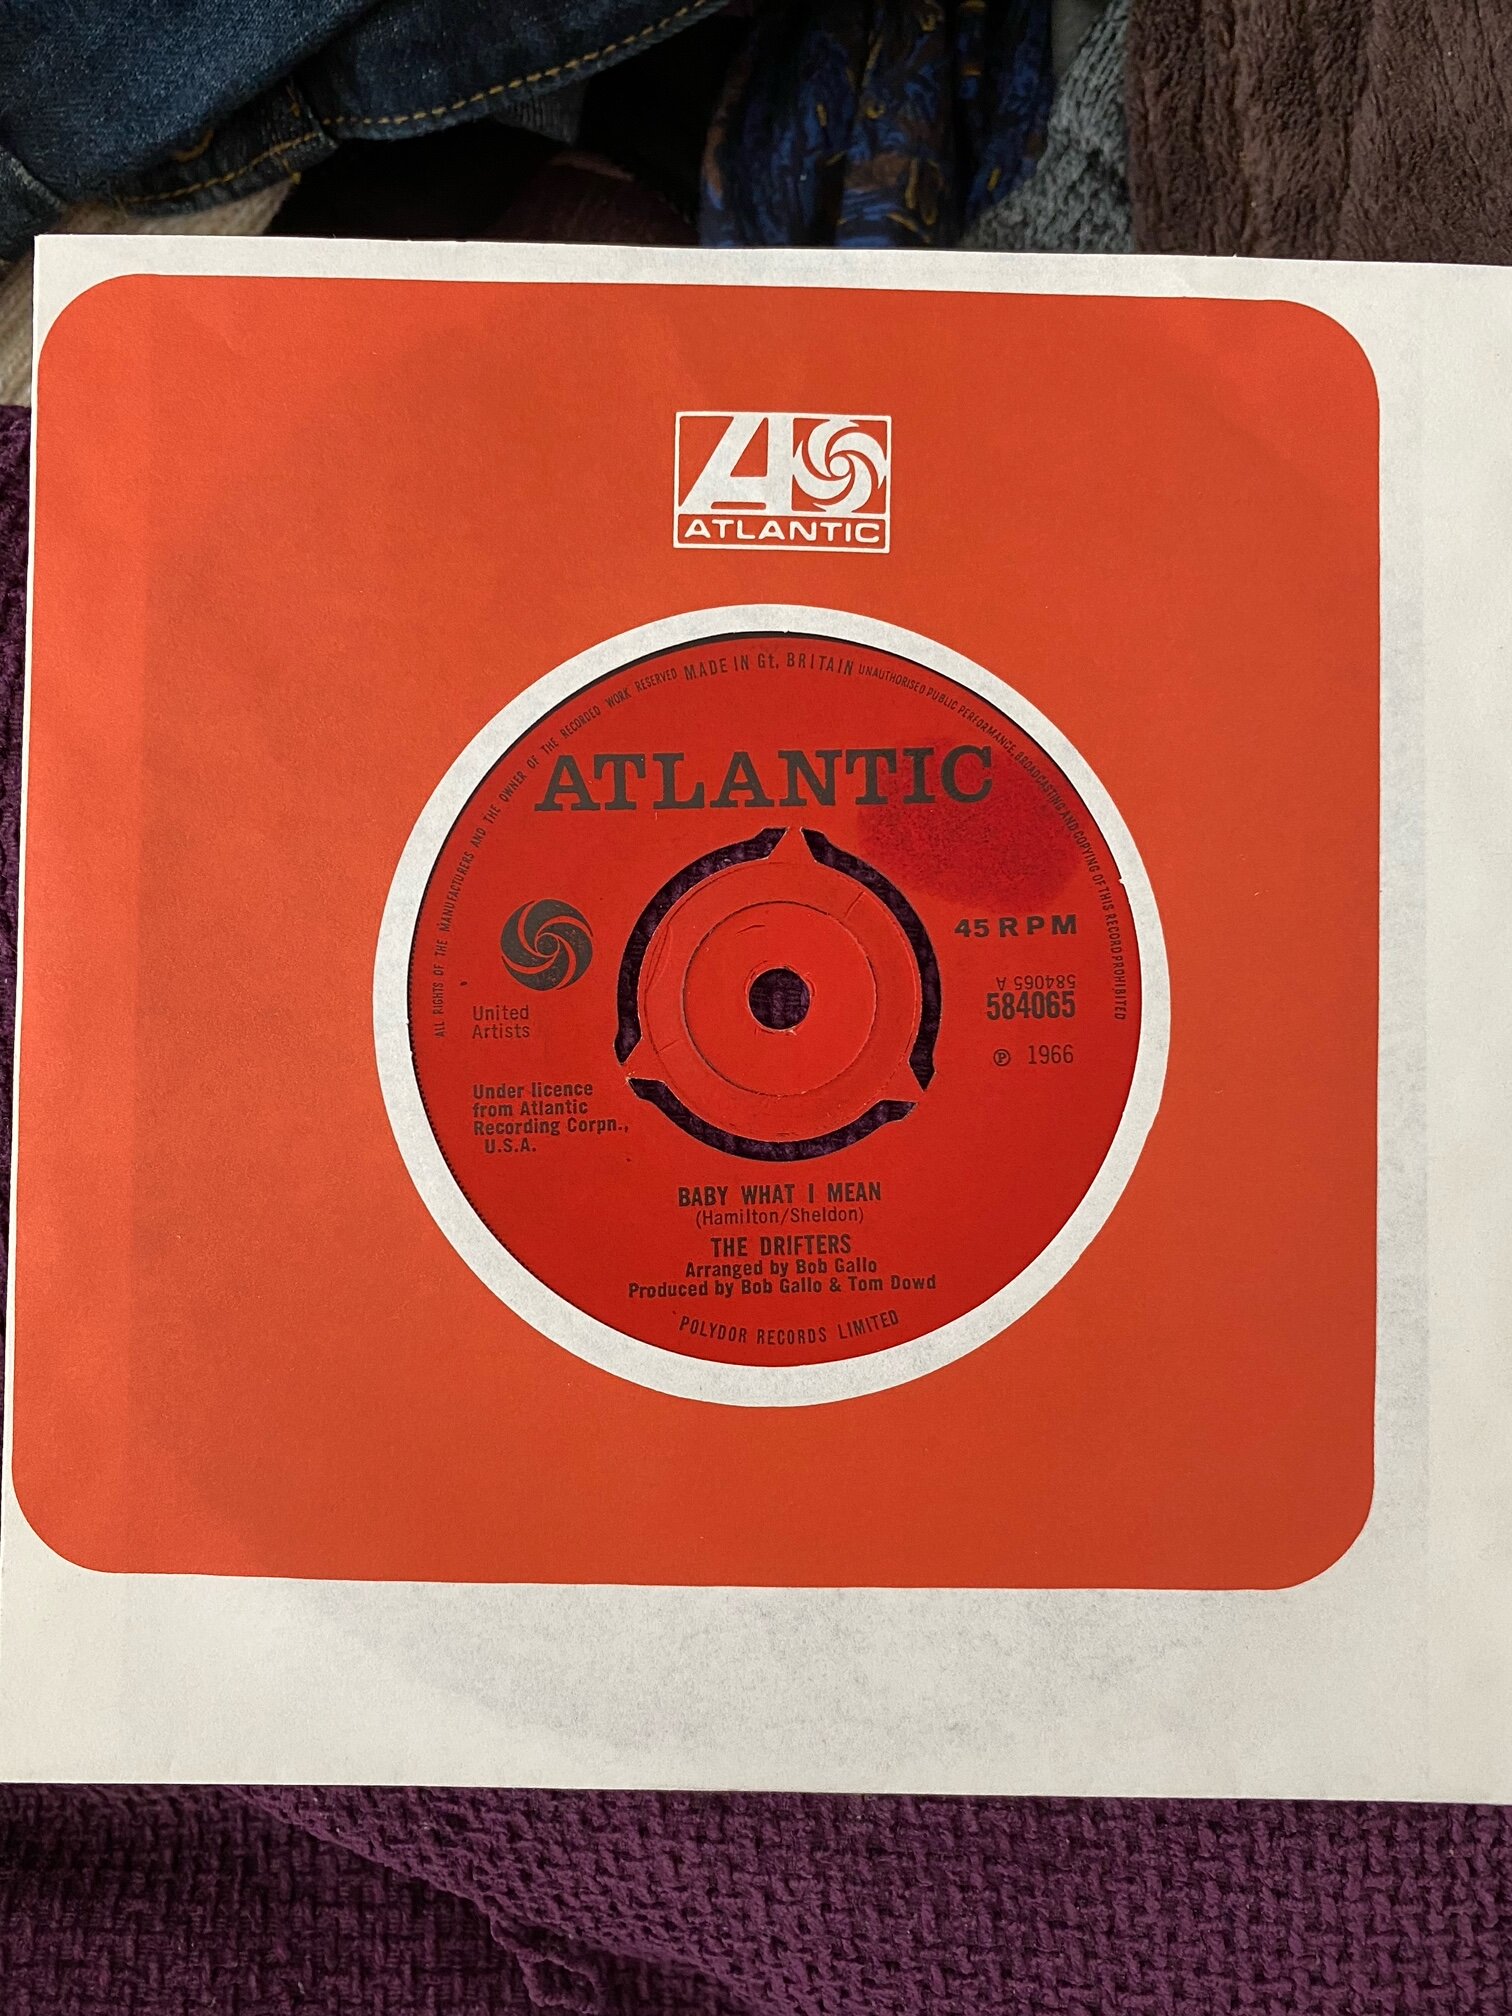 ATLANTIC
ALL RIGHTS OF THE MANUFACTURERS AND THE OWNER OF THE RECORDED WORK RESERVED MADE IN Gt. BRITAIN UNAUTHORISED PUBLIC PERFORMANCE, BROADCASTING AND COPYING OF THIS RECORD PROHIBITED
ATLANTIC
45 RPM
584065 A
584065
United
Artists
Ⓟ 1966
Under licence
from Atlantic
Recording Corpn.,
U.S.A.
BABY WHAT I MEAN
(Hamilton/Sheldon)
THE DRIFTERS
Arranged by Bob Gallo
Produced by Bob Gallo & Tom Dowd
POLYDOR RECORDS LIMITED